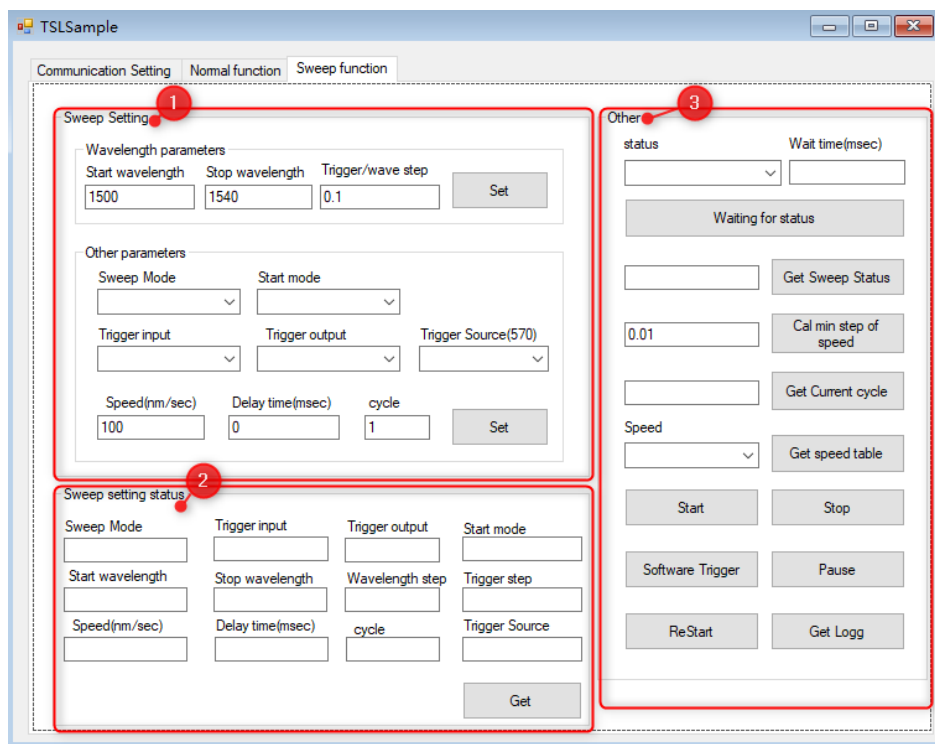 TSLSample
Communication Setting Normal function Sweep function
1
Sweep Setting
Wavelength parameters
Start wavelength Stop wavelength Trigger/wave step
1500 1540 0.1 Set
Other parameters
Sweep Mode Start mode
Trigger input Trigger output Trigger Source(570)
Speed(nm/sec) Delay time(msec) cycle
100 0 1 Set
2
Sweep setting status
Sweep Mode Trigger input Trigger output Start mode
Start wavelength Stop wavelength Wavelength step Trigger step
Speed(nm/sec) Delay time(msec) cycle Trigger Source
Get
3
Other
status Wait time(msec)
Waiting for status
Get Sweep Status
0.01 Cal min step of
speed
Get Current cycle
Speed
Get speed table
Start Stop
Software Trigger Pause
ReStart Get Logg